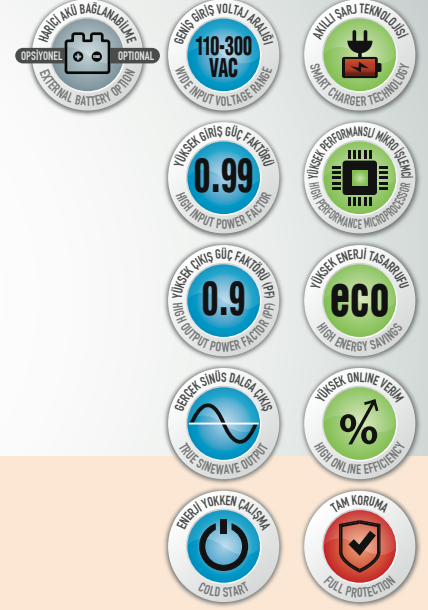 HARİCİ AKÜ BAĞLANABİLME
OPSİYONEL
OPTIONAL
EXTERNAL BATTERY OPTION
GENİŞ GİRİŞ VOLTAJ ARALIĞI
110-300
VAC
WIDE INPUT VOLTAGE RANGE
AKILLI ŞARJ TEKNOLOJİSİ
SMART CHARGER TECHNOLOGY
YÜKSEK GİRİŞ GÜÇ FAKTÖRÜ
0.99
HIGH INPUT POWER FACTOR
YÜKSEK PERFORMANSLI MİKRO İŞLEMCİ
HIGH PERFORMANCE MICROPROCESSOR
YÜKSEK ÇIKIŞ GÜÇ FAKTÖRÜ (PF)
0.9
HIGH OUTPUT POWER FACTOR (PF)
YÜKSEK ENERJİ TASARRUFU
eco
HIGH ENERGY SAVINGS
GERÇEK SİNÜS DALGA ÇIKIŞ
TRUE SINEWAVE OUTPUT
YÜKSEK ONLINE VERİM
%
HIGH ONLINE EFFICIENCY
ENERJİ YOKKEN ÇALIŞMA
COLD START
TAM KORUMA
FULL PROTECTION